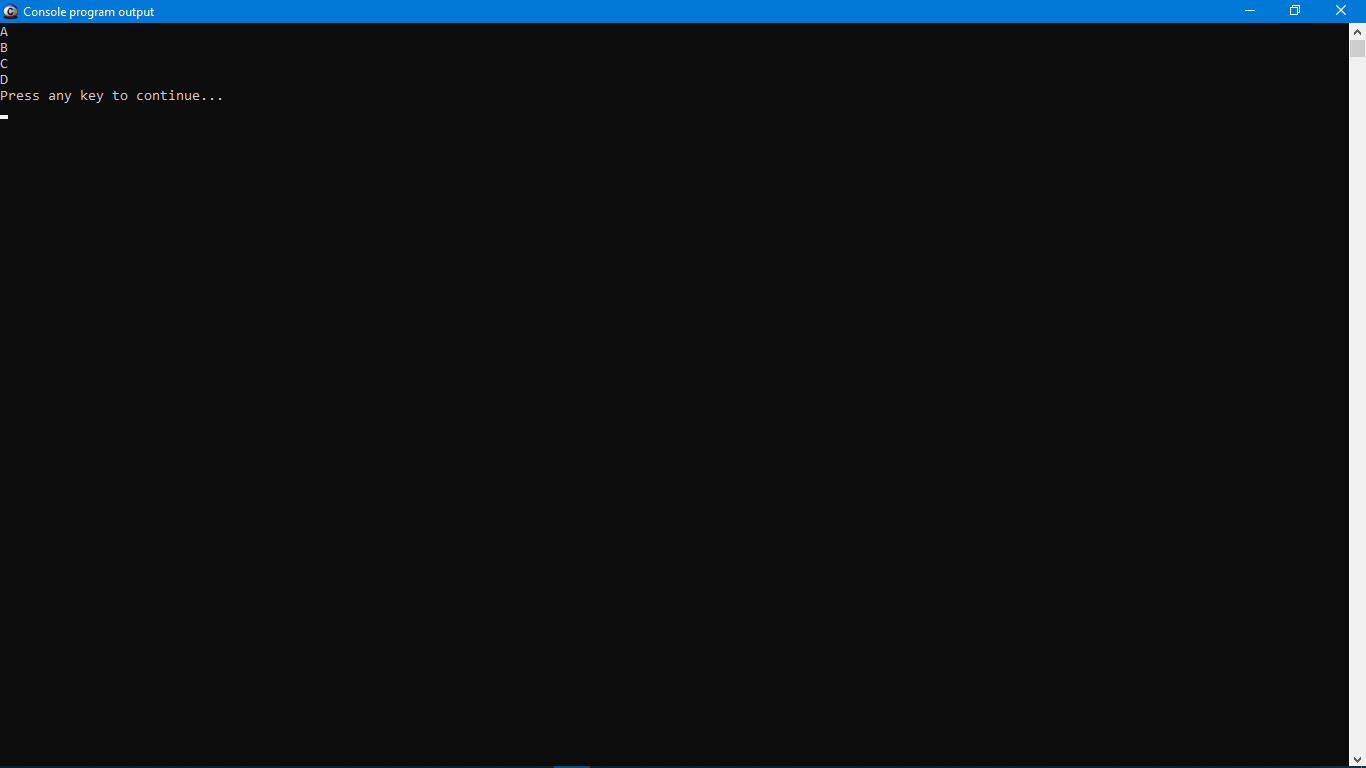 Console program output
A
B
C
D
Press any key to continue...